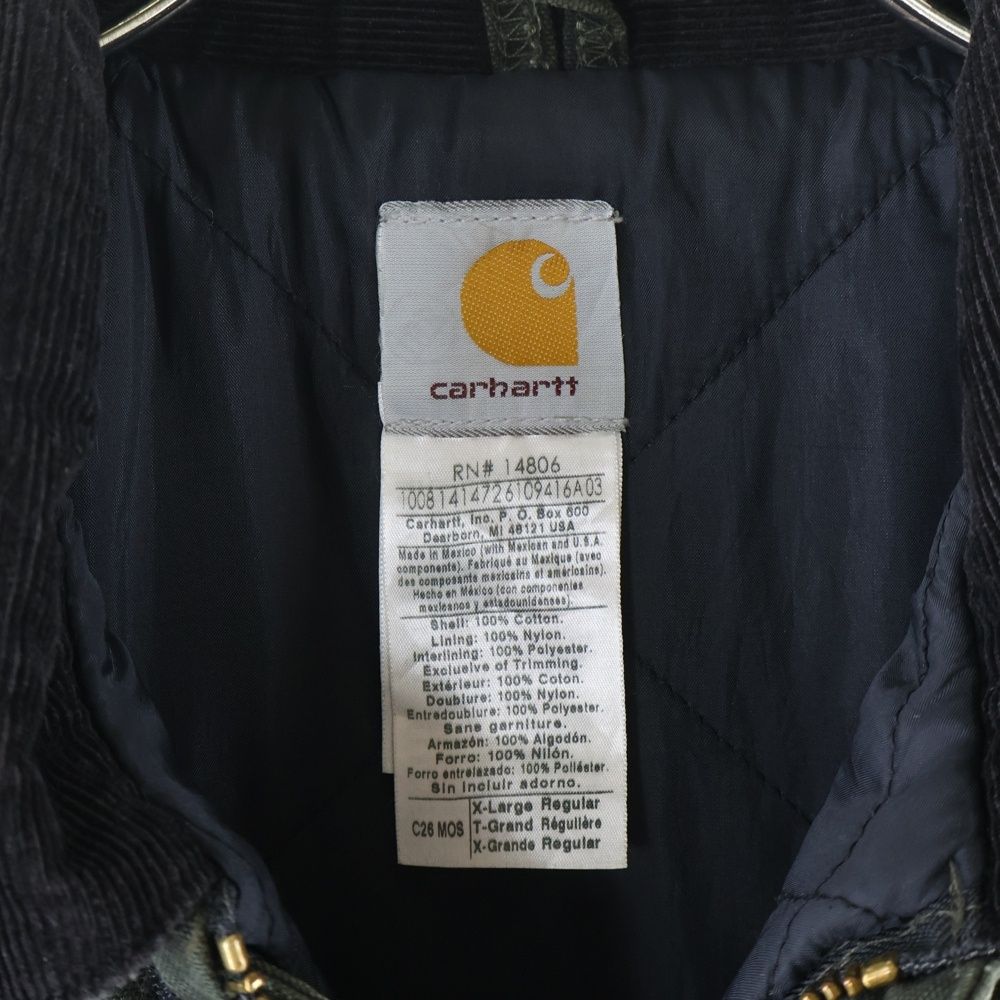 carhartt
RN# 14806
10081414726109416A03
Carhartt, Inc. P. O. Box 600
Dearborn, MI 48121 USA
Made in Mexico (with Mexican and U.S.A.
components). Fabriqué au Mexique (avec
des composants mexicains et américains).
Hecho en México (con componentes
mexicanos y estadounidenses).
Shell: 100% Cotton.
Lining: 100% Nylon.
Interlining: 100% Polyester.
Exclusive of Trimming.
Extérieur: 100% Coton.
Doublure: 100% Nylon.
Entredoublure: 100% Polyester.
Sans garniture.
Armazón: 100% Algodón.
Forro: 100% Nilón.
Forro entrelazado: 100% Poliéster.
Sin incluir adorno.
X-Large Regular
C26 MOS T-Grand Régulière
X-Grande Regular